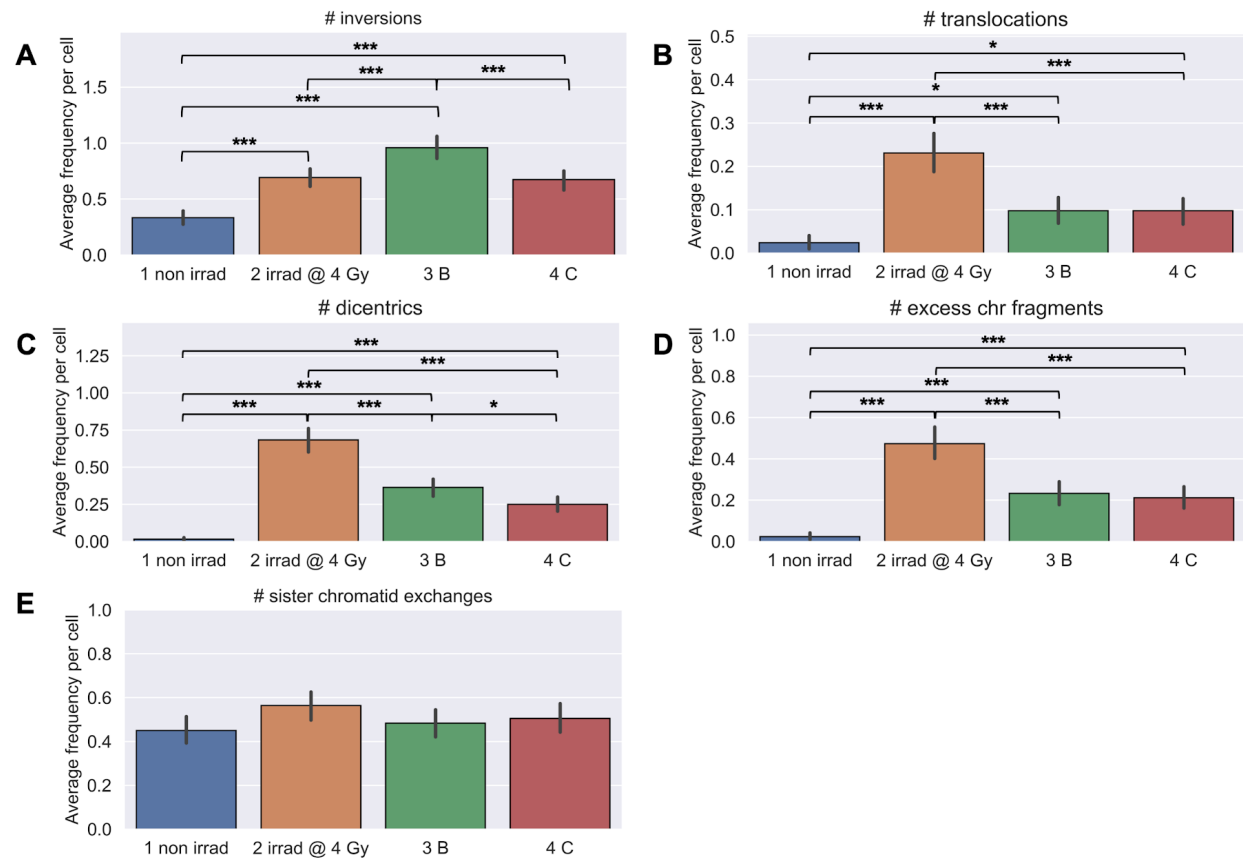 A
# inversions
Average frequency per cell
1.5
1.0
0.5
0.0
***
***
***
***
***
1 non irrad
2 irrad @ 4 Gy
3 B
4 C
B
# translocations
Average frequency per cell
0.5
0.4
0.3
0.2
0.1
0.0
*
***
*
***
***
1 non irrad
2 irrad @ 4 Gy
3 B
4 C
C
# dicentrics
Average frequency per cell
1.25
1.00
0.75
0.50
0.25
0.00
***
***
***
***
***
*
1 non irrad
2 irrad @ 4 Gy
3 B
4 C
D
# excess chr fragments
Average frequency per cell
1.0
0.8
0.6
0.4
0.2
0.0
***
***
***
***
***
1 non irrad
2 irrad @ 4 Gy
3 B
4 C
E
# sister chromatid exchanges
Average frequency per cell
1.0
0.8
0.6
0.4
0.2
0.0
1 non irrad
2 irrad @ 4 Gy
3 B
4 C